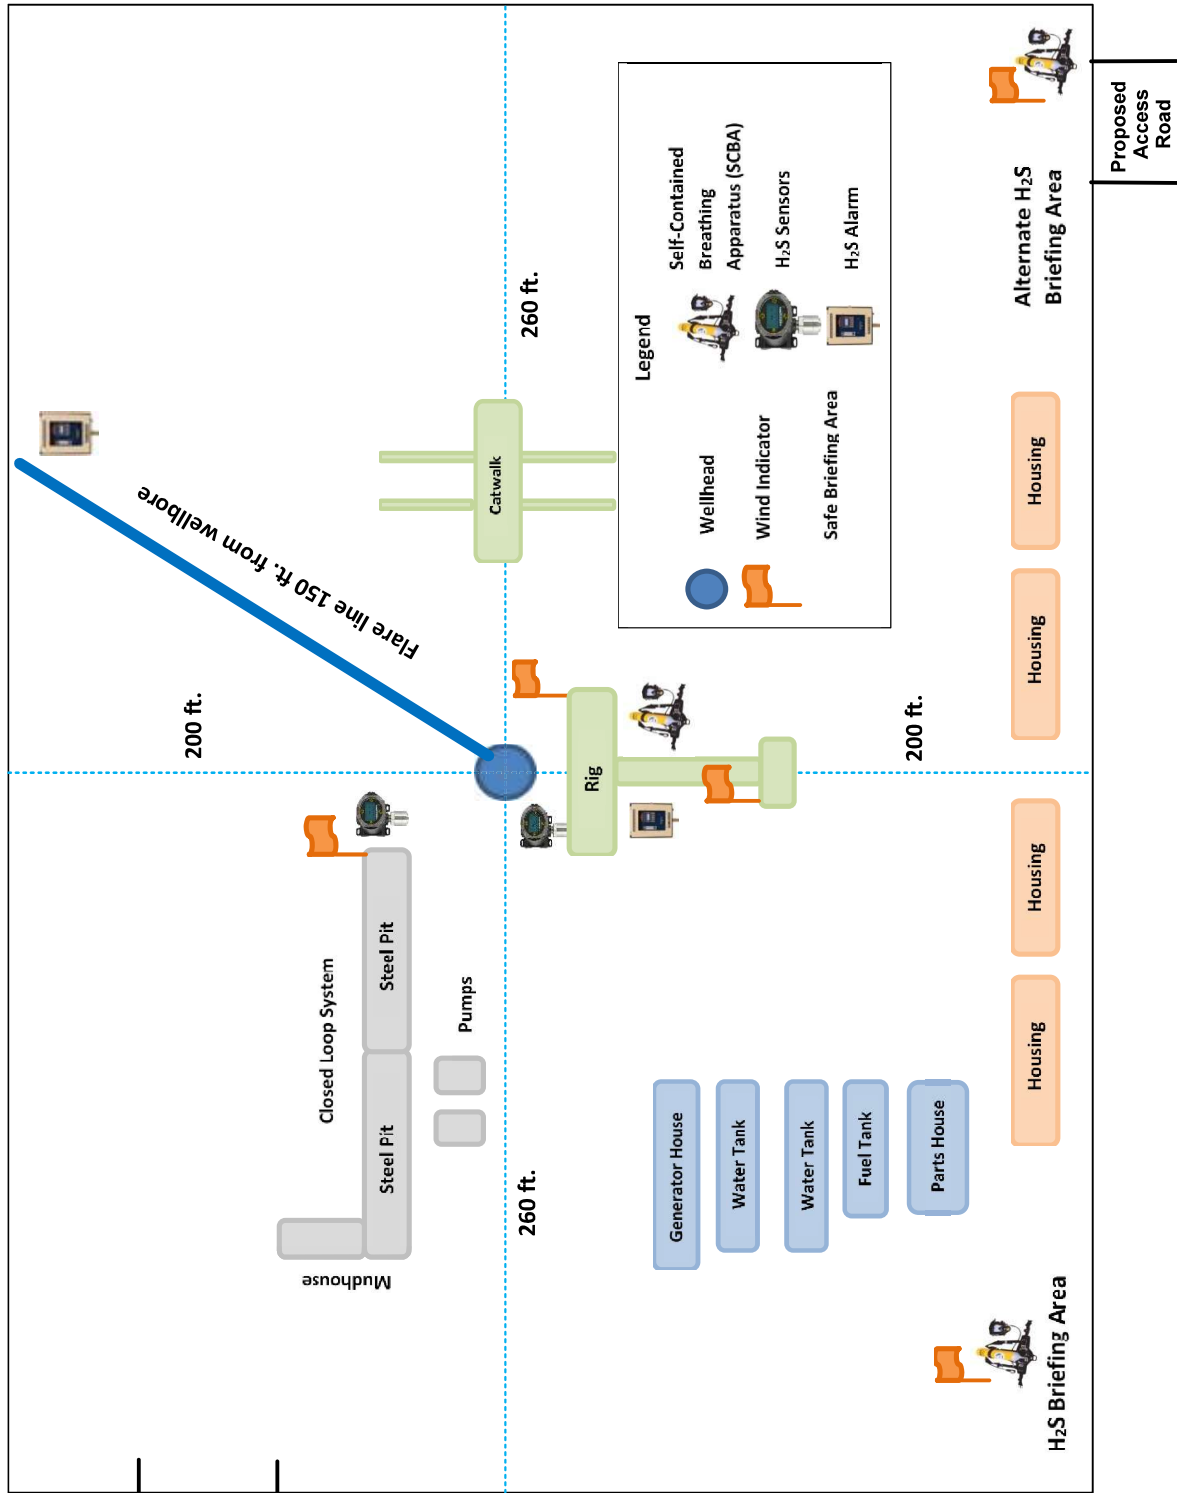 Proposed
Access
Road
Alternate H₂S
Briefing Area
260 ft.
Legend
Self-Contained
Breathing
Apparatus (SCBA)
H₂S Sensors
H₂S Alarm
Wellhead
Wind Indicator
Safe Briefing Area
Catwalk
Flare line 150 ft. from wellbore
200 ft.
Rig
200 ft.
Housing
Housing
Housing
Housing
Closed Loop System
Steel Pit
Steel Pit
Pumps
Mudhouse
260 ft.
Generator House
Water Tank
Water Tank
Fuel Tank
Parts House
H₂S Briefing Area